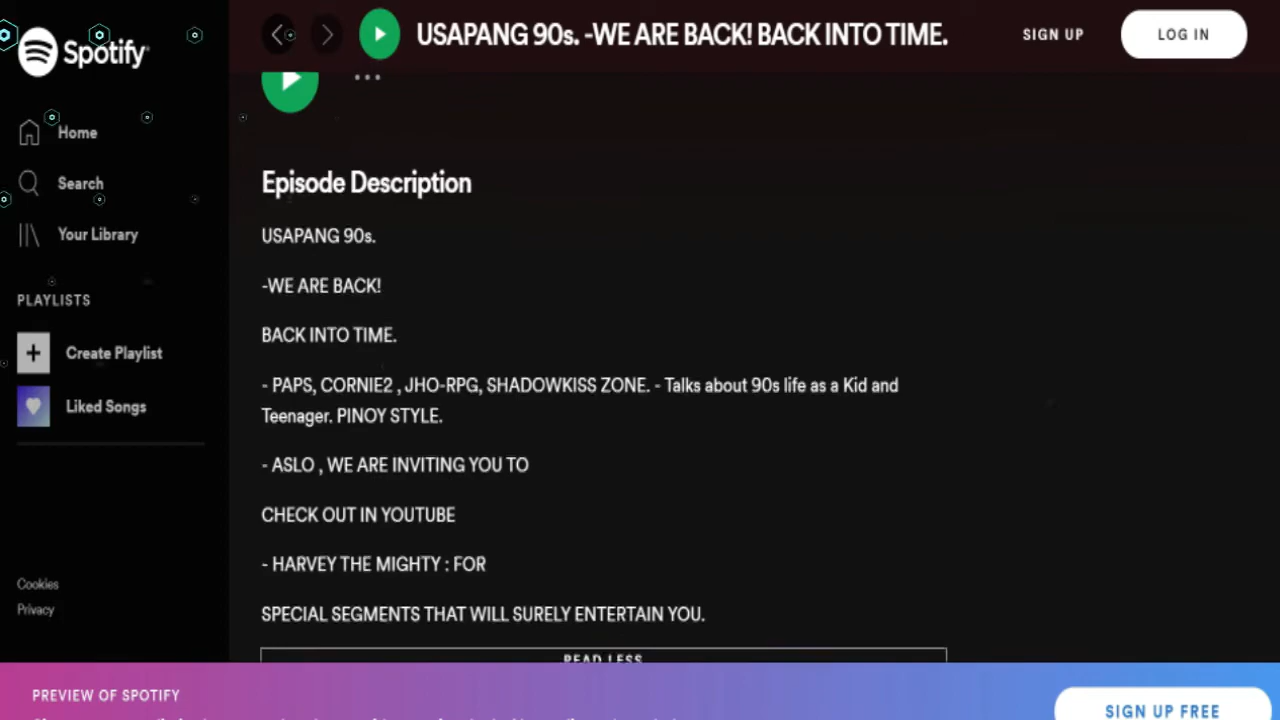 Spotify
USAPANG 90s. -WE ARE BACK! BACK INTO TIME.
SIGN UP
LOG IN
Home
Search
Your Library
PLAYLISTS
Create Playlist
Liked Songs
Cookies
Privacy
Episode Description
USAPANG 90s.
-WE ARE BACK!
BACK INTO TIME.
- PAPS, CORNIE2 , JHO-RPG, SHADOWKISS ZONE. - Talks about 90s life as a Kid and
Teenager. PINOY STYLE.
- ASLO , WE ARE INVITING YOU TO
CHECK OUT IN YOUTUBE
- HARVEY THE MIGHTY : FOR
SPECIAL SEGMENTS THAT WILL SURELY ENTERTAIN YOU.
READ LESS
PREVIEW OF SPOTIFY
SIGN UP FREE